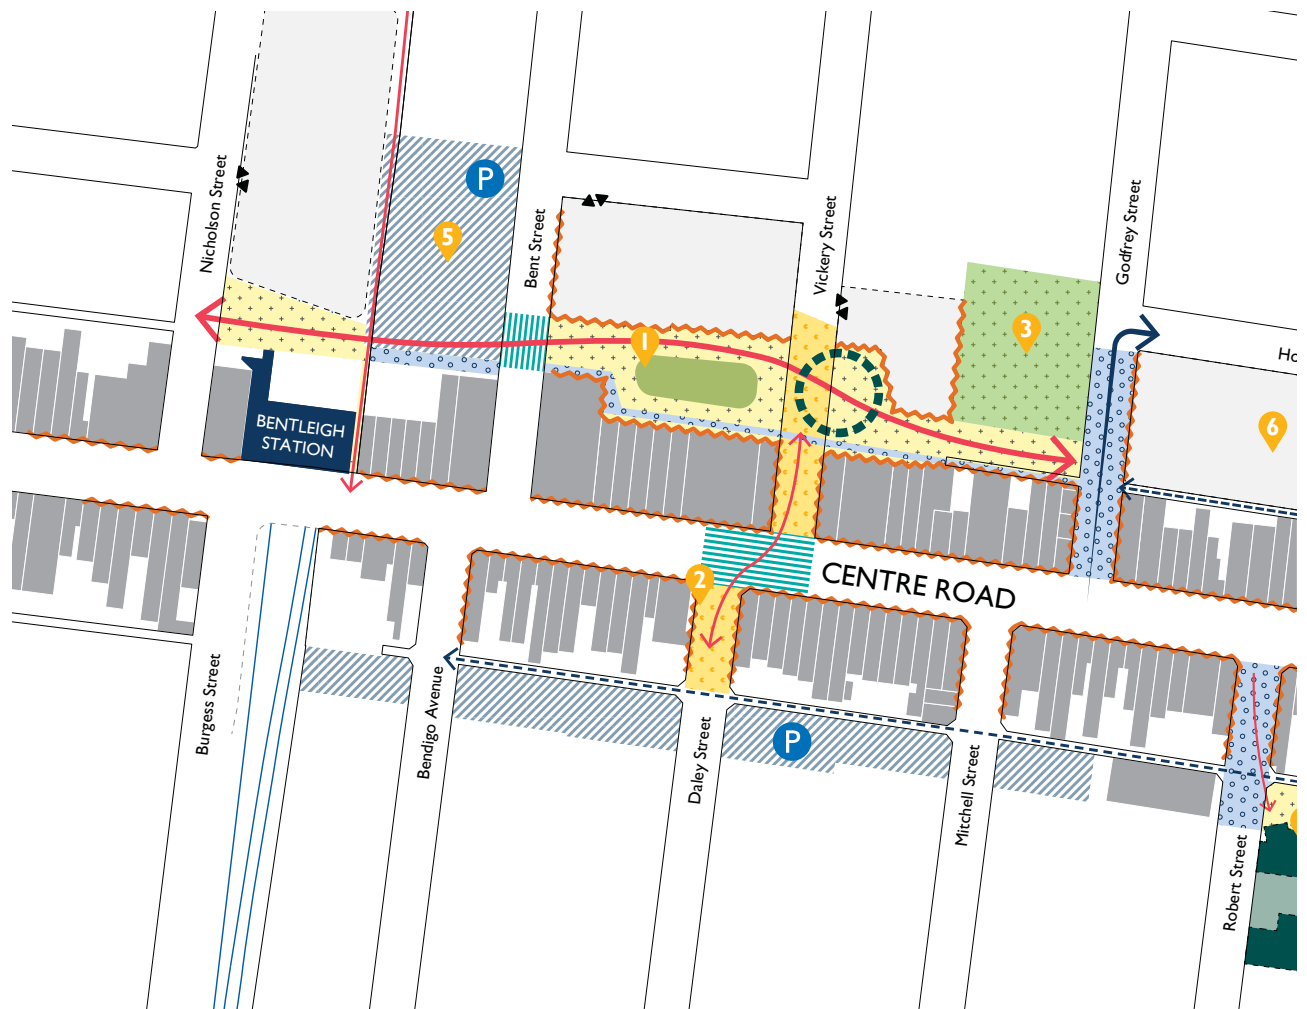 Nicholson Street
P
5
Bent Street
Vickery Street
Godfrey Street
3
1
Ho
6
BENTLEIGH
STATION
2
CENTRE ROAD
Burgess Street
Bendigo Avenue
Daley Street
P
Mitchell Street
Robert Street